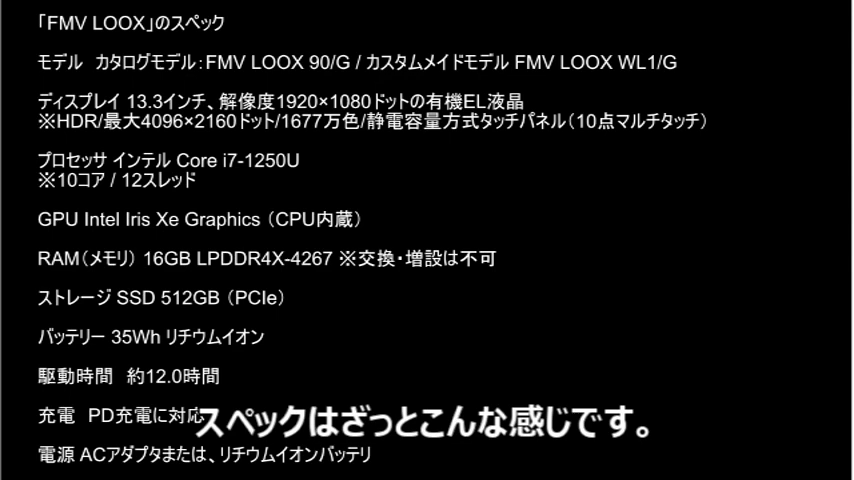 「FMV LOOX」のスペック
モデル　カタログモデル：FMV LOOX 90/G / カスタムメイドモデル FMV LOOX WL1/G
ディスプレイ 13.3インチ、解像度1920×1080ドットの有機EL液晶
※HDR/最大4096×2160ドット/1677万色/静電容量方式タッチパネル（10点マルチタッチ）
プロセッサ インテル Core i7-1250U
※10コア / 12スレッド
GPU Intel Iris Xe Graphics （CPU内蔵）
RAM（メモリ） 16GB LPDDR4X-4267 ※交換・増設は不可
ストレージ SSD 512GB （PCIe）
バッテリー 35Wh リチウムイオン
駆動時間　約12.0時間
充電　PD充電に対応
スペックはざっとこんな感じです。
電源 ACアダプタまたは、リチウムイオンバッテリ